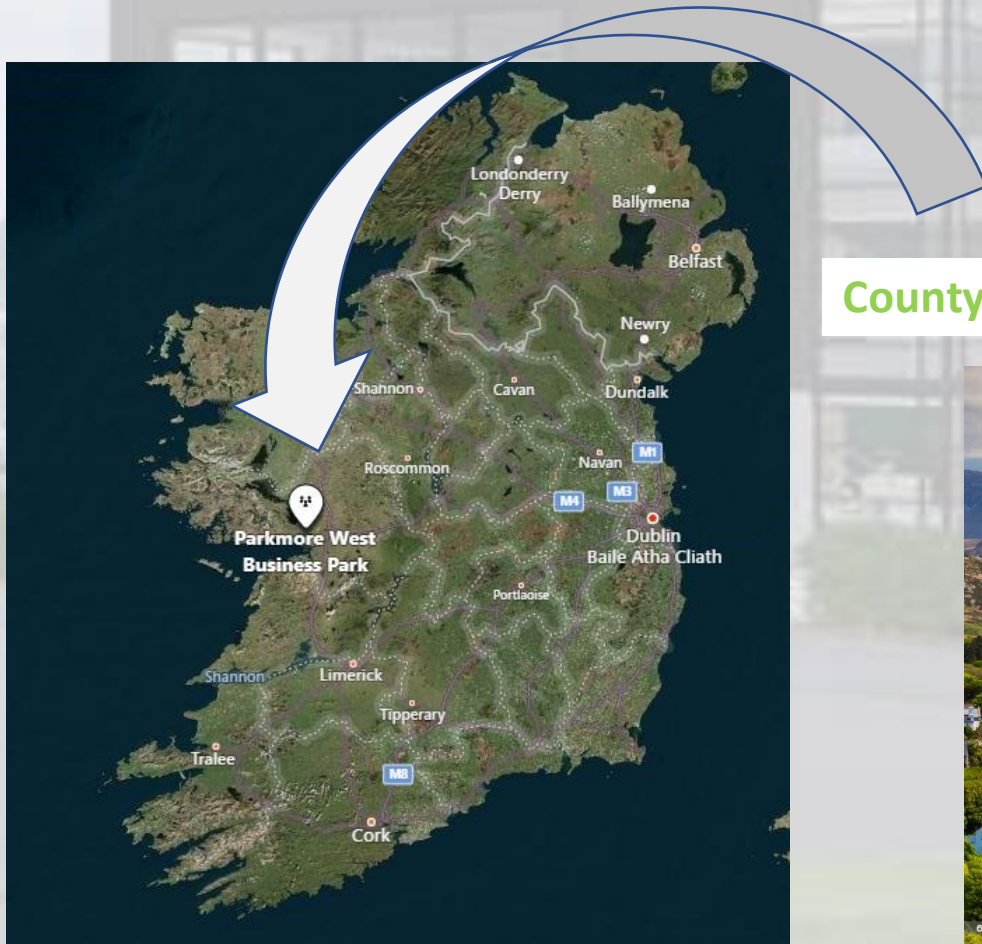 Londonderry
Derry
Ballymena
Belfast
County
Newry
Shannon
Cavan
Dundalk
Roscommon
Navan
M1
M4
M3
Parkmore West
Business Park
Dublin
Baile Atha Cliath
Portlaoise
Shannon
Limerick
Tipperary
Tralee
M8
Cork